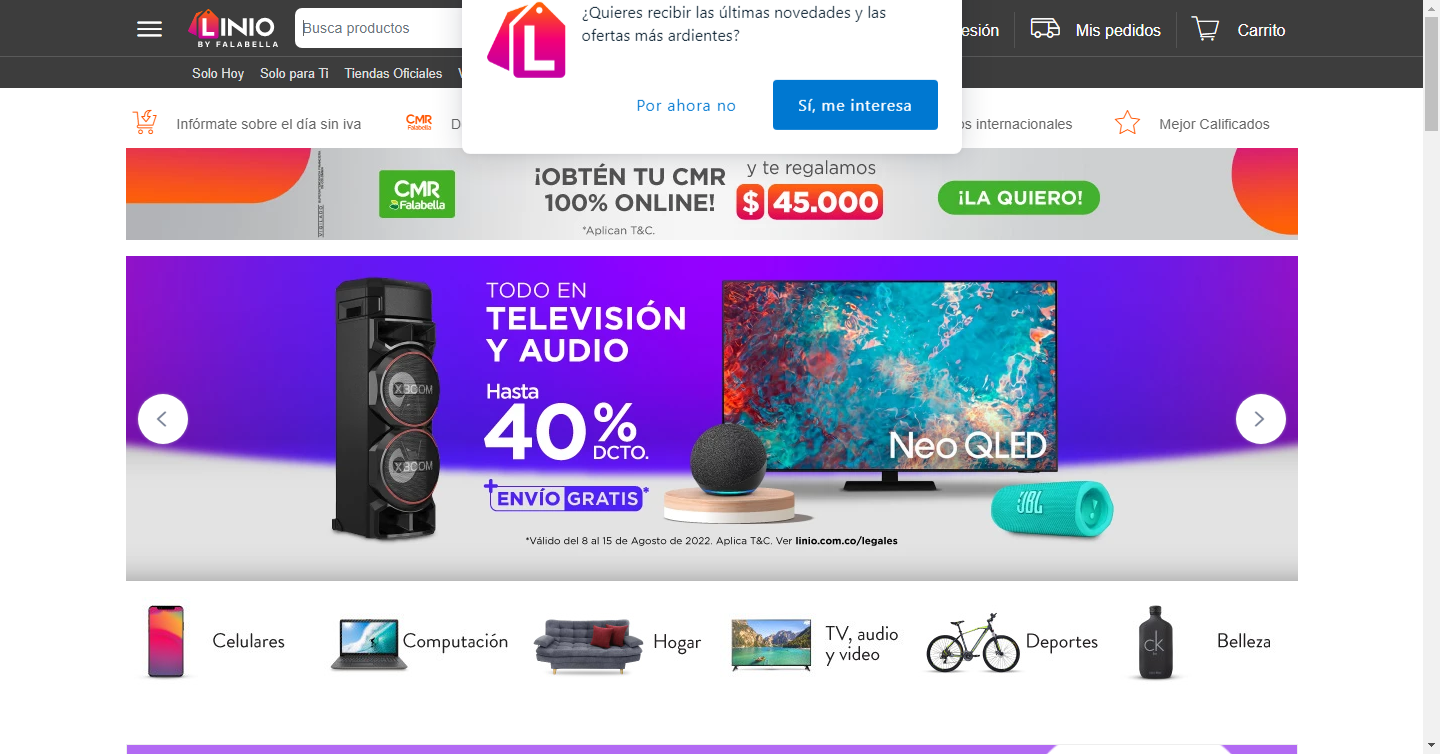 LINIO
BY FALABELLA
Busca productos
¿Quieres recibir las últimas novedades y las
ofertas más ardientes?
Por ahora no
Sí, me interesa
Mis pedidos
Carrito
Solo Hoy
Solo para Ti
Tiendas Oficiales
Infórmate sobre el día sin iva
CMR
Falabella
internacionales
Mejor Calificados
CMR
Falabella
¡OBTÉN TU CMR
100% ONLINE!
*Aplican T&C.
y te regalamos
$ 45.000
¡LA QUIERO!
TODO EN
TELEVISIÓN
Y AUDIO
Hasta
40%
DCTO.
+ENVÍO GRATIS*
XBOOM
XBOOM
Neo QLED
JBL
*Válido del 8 al 15 de Agosto de 2022. Aplica T&C. Ver linio.com.co/legales
Celulares
Computación
Hogar
TV, audio
y video
Deportes
ck
Belleza